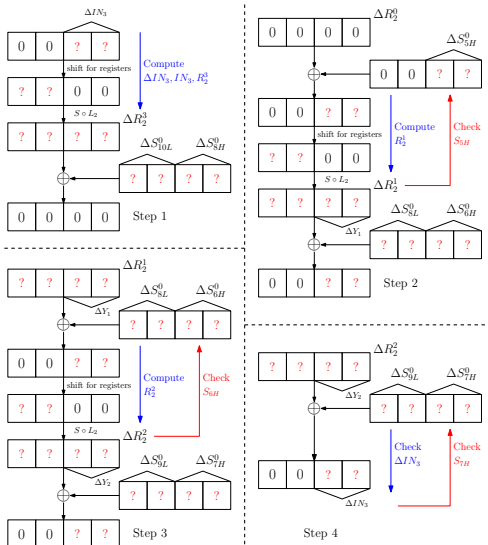 ΔIN₃
0 0 ? ?
shift for registers
? ? 0 0
S ∘ L₂
? ? ? ?
Compute
ΔIN₃, IN₃, R₂³
ΔR₂³
ΔS⁰₁₀L ΔS⁰₈H
? ? ? ?
0 0 0 0
Step 1
ΔR₂⁰
0 0 0 0
ΔS⁰₅H
0 0 ? ?
0 0 ? ?
shift for registers
? ? 0 0
S ∘ L₂
? ? ? ?
ΔY₁
Compute
R₂¹
Check
S₅H
ΔR₂¹
ΔS⁰₈L ΔS⁰₆H
? ? ? ?
0 0 ? ?
Step 2
ΔR₂¹
? ? ? ?
ΔY₁
ΔS⁰₈L ΔS⁰₆H
? ? ? ?
0 0 ? ?
shift for registers
? ? 0 0
S ∘ L₂
? ? ? ?
ΔY₂
Compute
R₂²
Check
S₆H
ΔR₂²
ΔS⁰₉L ΔS⁰₇H
? ? ? ?
0 0 ? ?
Step 3
ΔR₂²
? ? ? ?
ΔY₂
ΔS⁰₉L ΔS⁰₇H
? ? ? ?
Check
ΔIN₃
Check
S₇H
0 0 ? ?
ΔIN₃
Step 4